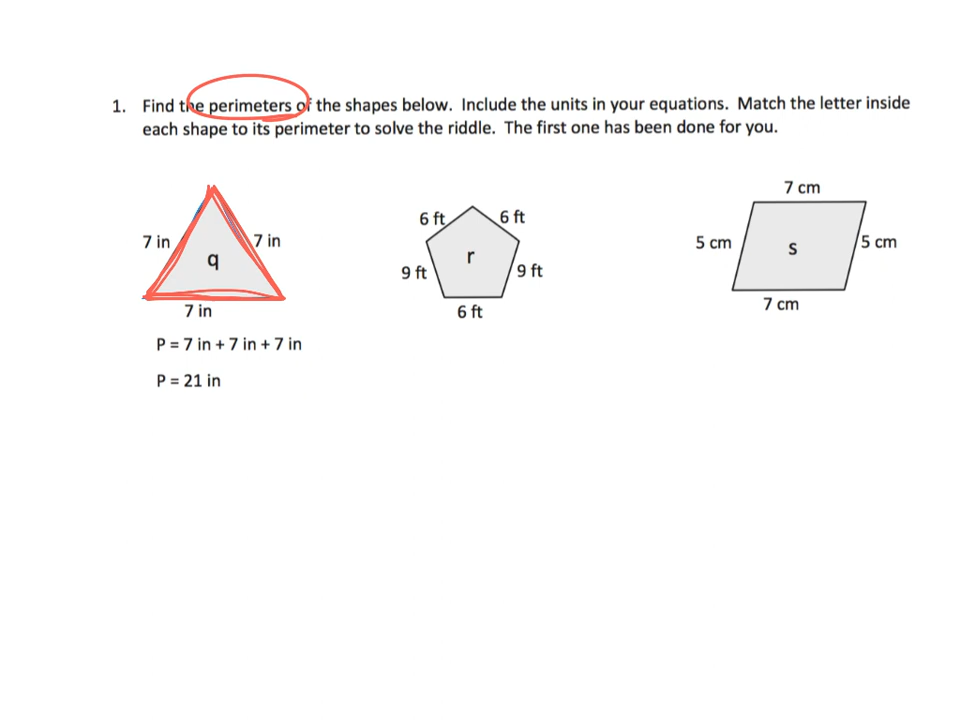 1. Find the perimeters of the shapes below. Include the units in your equations. Match the letter inside
each shape to its perimeter to solve the riddle. The first one has been done for you.
7 in
7 in
q
7 in
P = 7 in + 7 in + 7 in
P = 21 in
6 ft
6 ft
r
9 ft
9 ft
6 ft
7 cm
5 cm
s
5 cm
7 cm